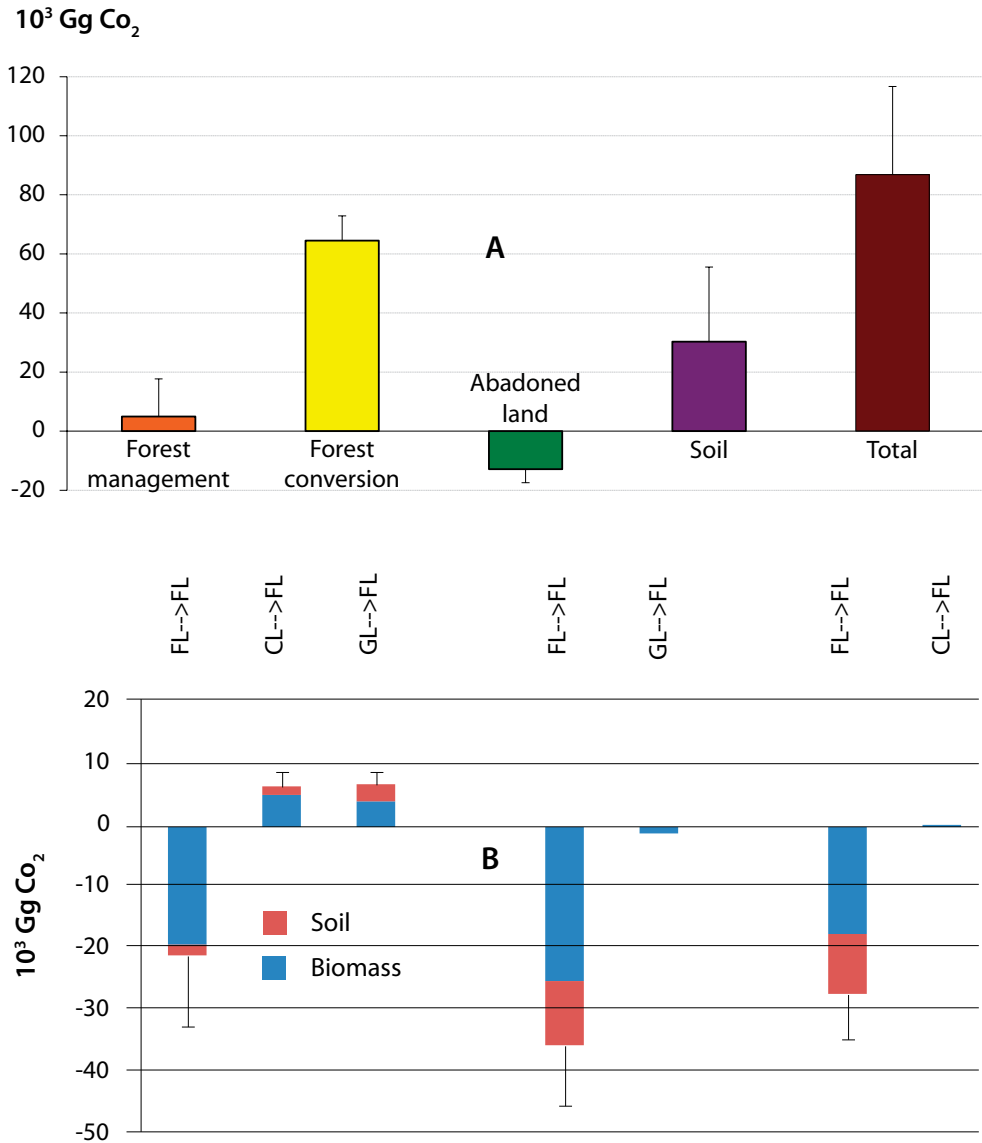 10³ Gg Co₂
120
100
80
60
40
20
0
-20
A
Forest
management
Forest
conversion
Abadoned
land
Soil
Total
FL-->FL
CL-->FL
GL-->FL
FL-->FL
GL-->FL
FL-->FL
CL-->FL
10³ Gg Co₂
20
10
0
-10
-20
-30
-40
-50
B
Soil
Biomass